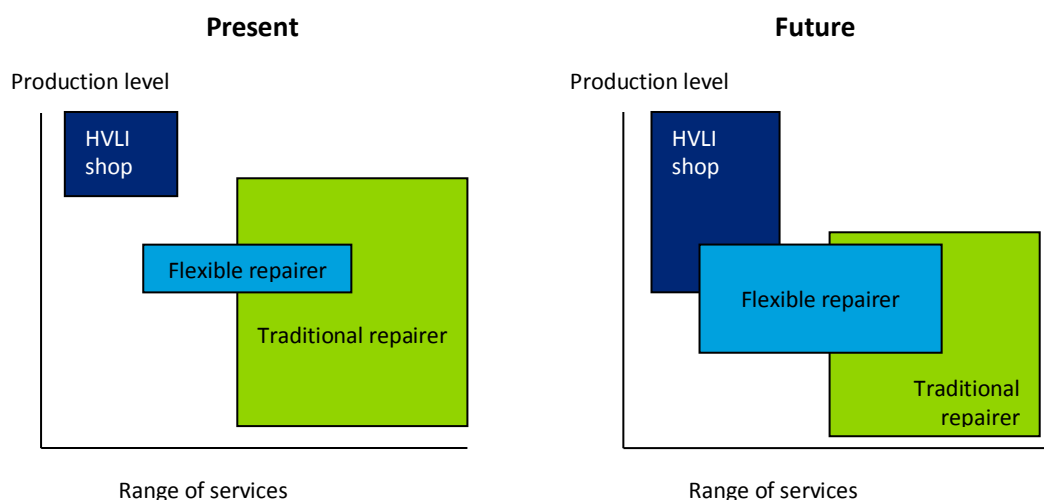 Present
Production level
HVLI
shop
Flexible repairer
Traditional repairer
Range of services
Future
Production level
HVLI
shop
Flexible repairer
Traditional
repairer
Range of services